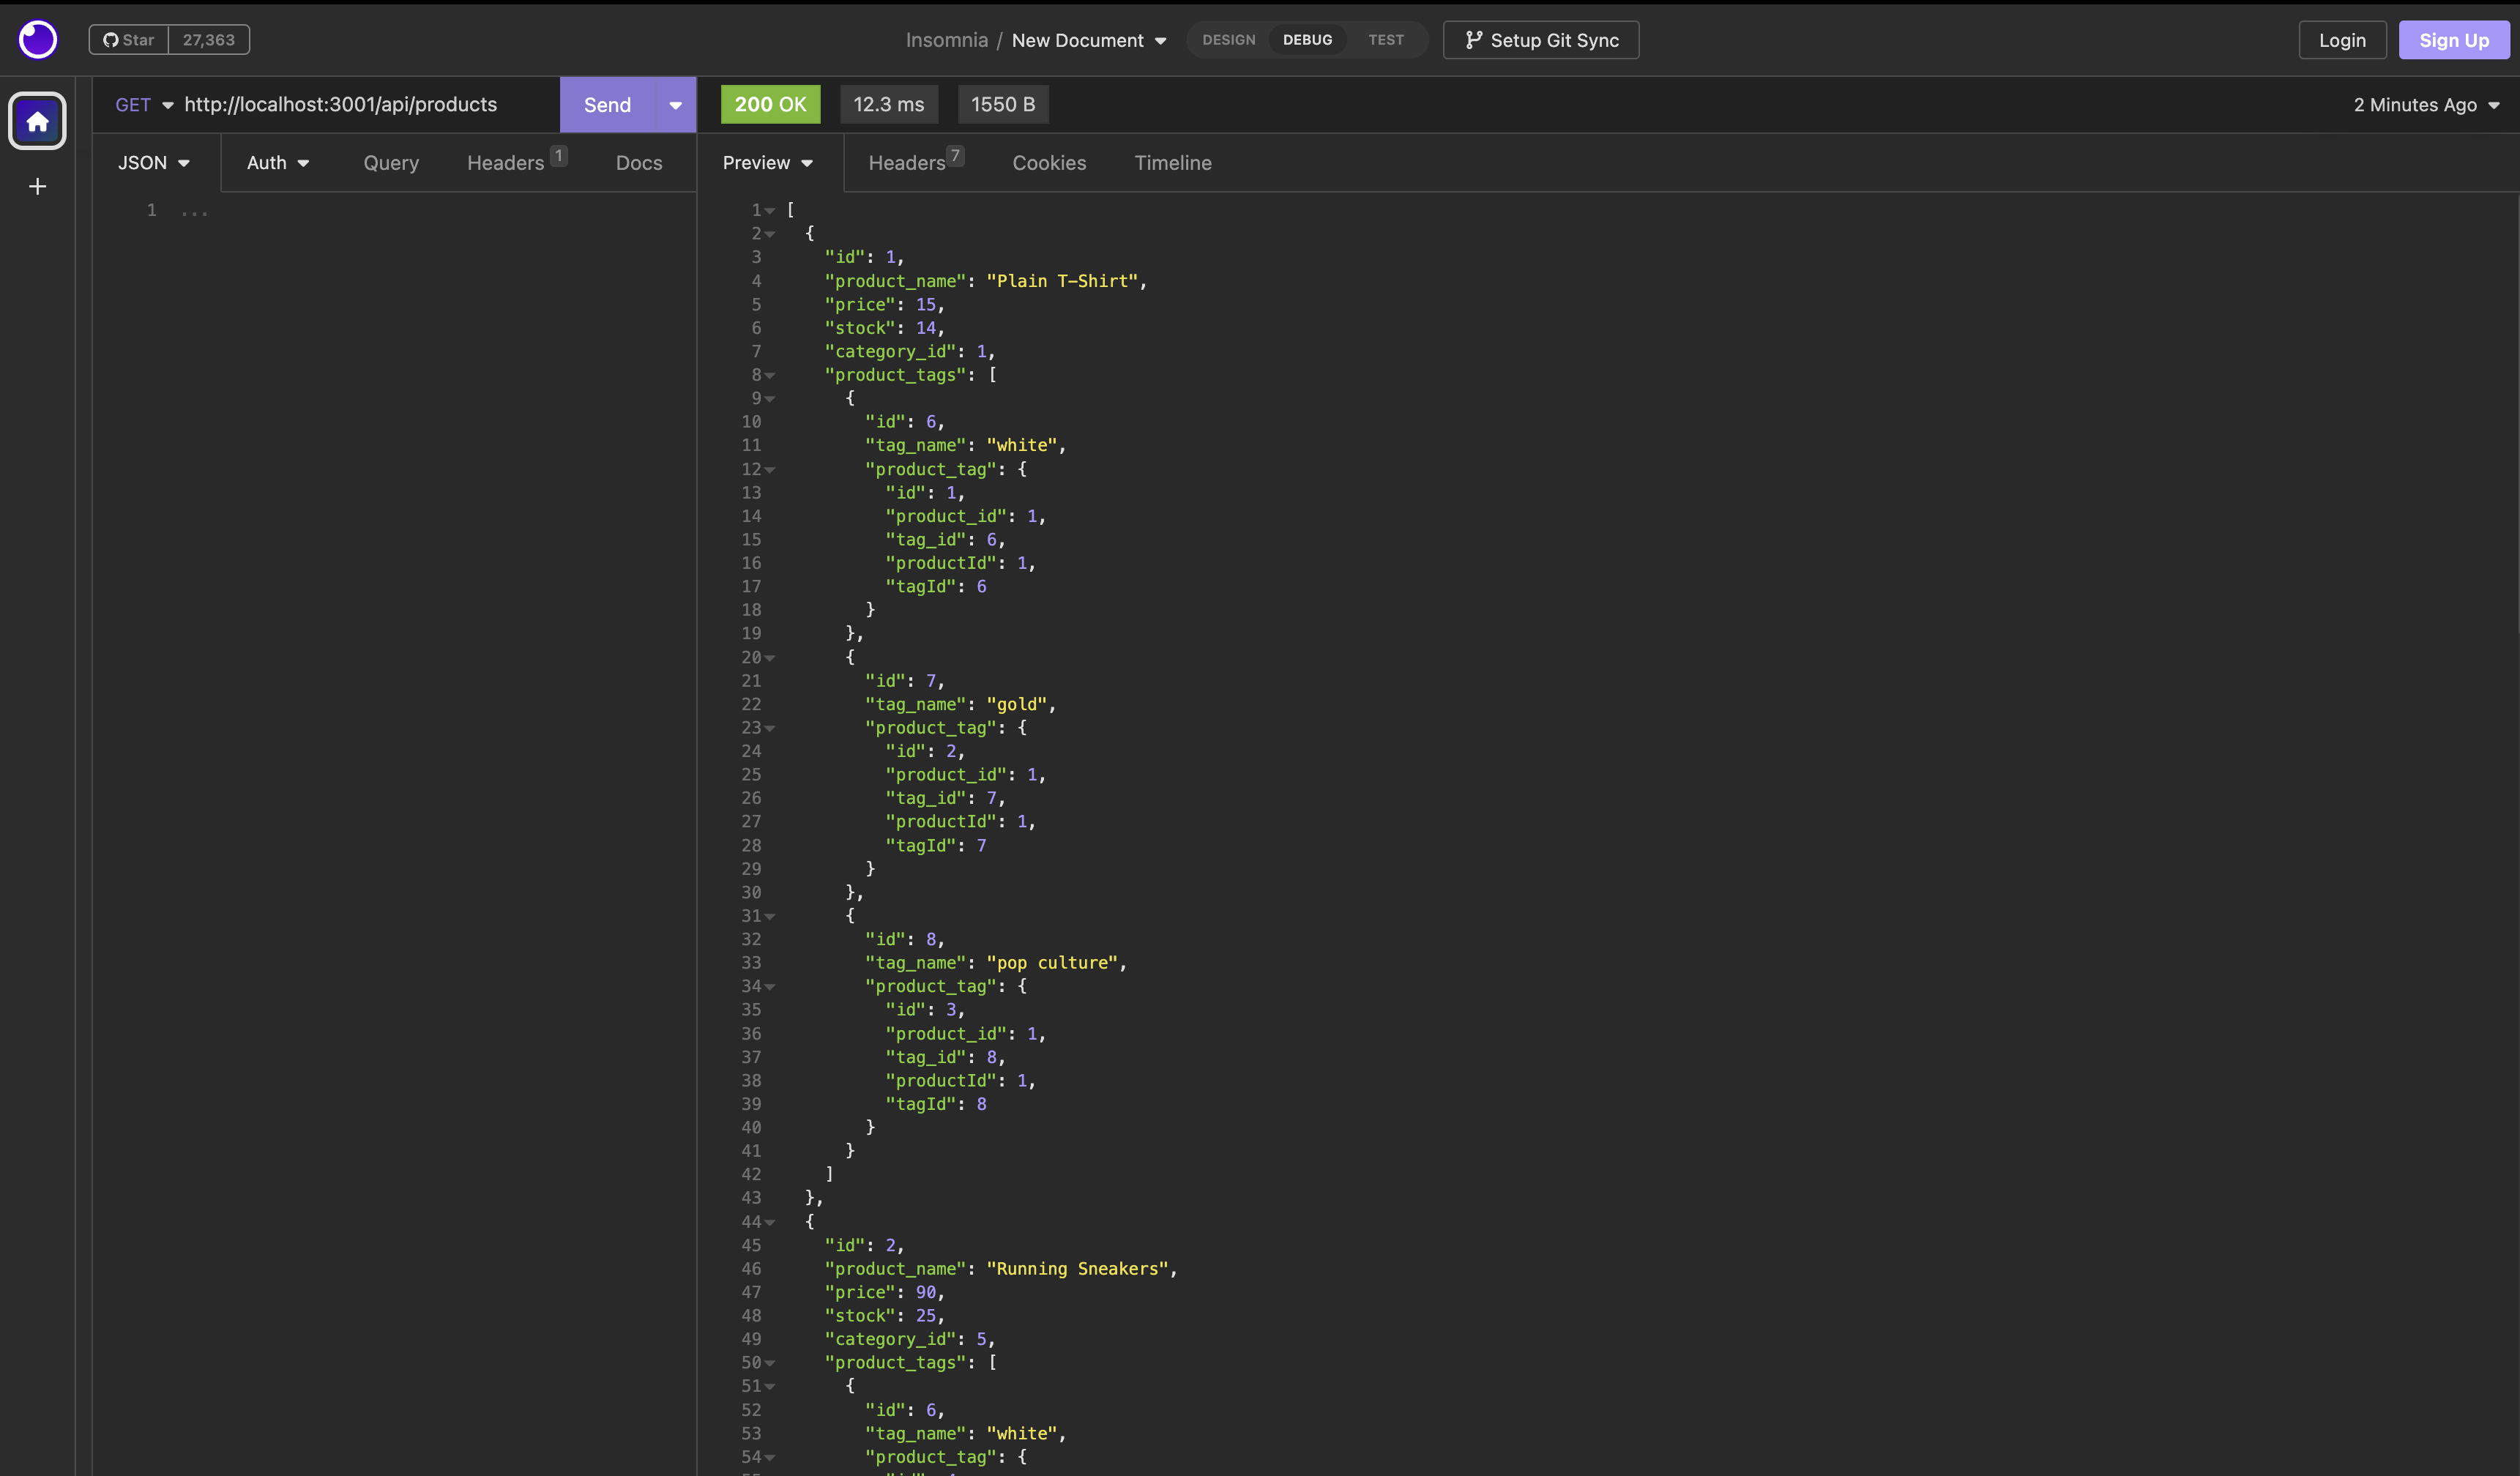 Star 27,363 Insomnia / New Document DESIGN DEBUG TEST Setup Git Sync Login Sign Up
GET http://localhost:3001/api/products Send 200 OK 12.3 ms 1550 B 2 Minutes Ago
JSON Auth Query Headers 1 Docs Preview Headers 7 Cookies Timeline
1 ...
1 [
2 {
3 "id": 1,
4 "product_name": "Plain T-Shirt",
5 "price": 15,
6 "stock": 14,
7 "category_id": 1,
8 "product_tags": [
9 {
10 "id": 6,
11 "tag_name": "white",
12 "product_tag": {
13 "id": 1,
14 "product_id": 1,
15 "tag_id": 6,
16 "productId": 1,
17 "tagId": 6
18 }
19 },
20 {
21 "id": 7,
22 "tag_name": "gold",
23 "product_tag": {
24 "id": 2,
25 "product_id": 1,
26 "tag_id": 7,
27 "productId": 1,
28 "tagId": 7
29 }
30 },
31 {
32 "id": 8,
33 "tag_name": "pop culture",
34 "product_tag": {
35 "id": 3,
36 "product_id": 1,
37 "tag_id": 8,
38 "productId": 1,
39 "tagId": 8
40 }
41 }
42 ]
43 },
44 {
45 "id": 2,
46 "product_name": "Running Sneakers",
47 "price": 90,
48 "stock": 25,
49 "category_id": 5,
50 "product_tags": [
51 {
52 "id": 6,
53 "tag_name": "white",
54 "product_tag": {